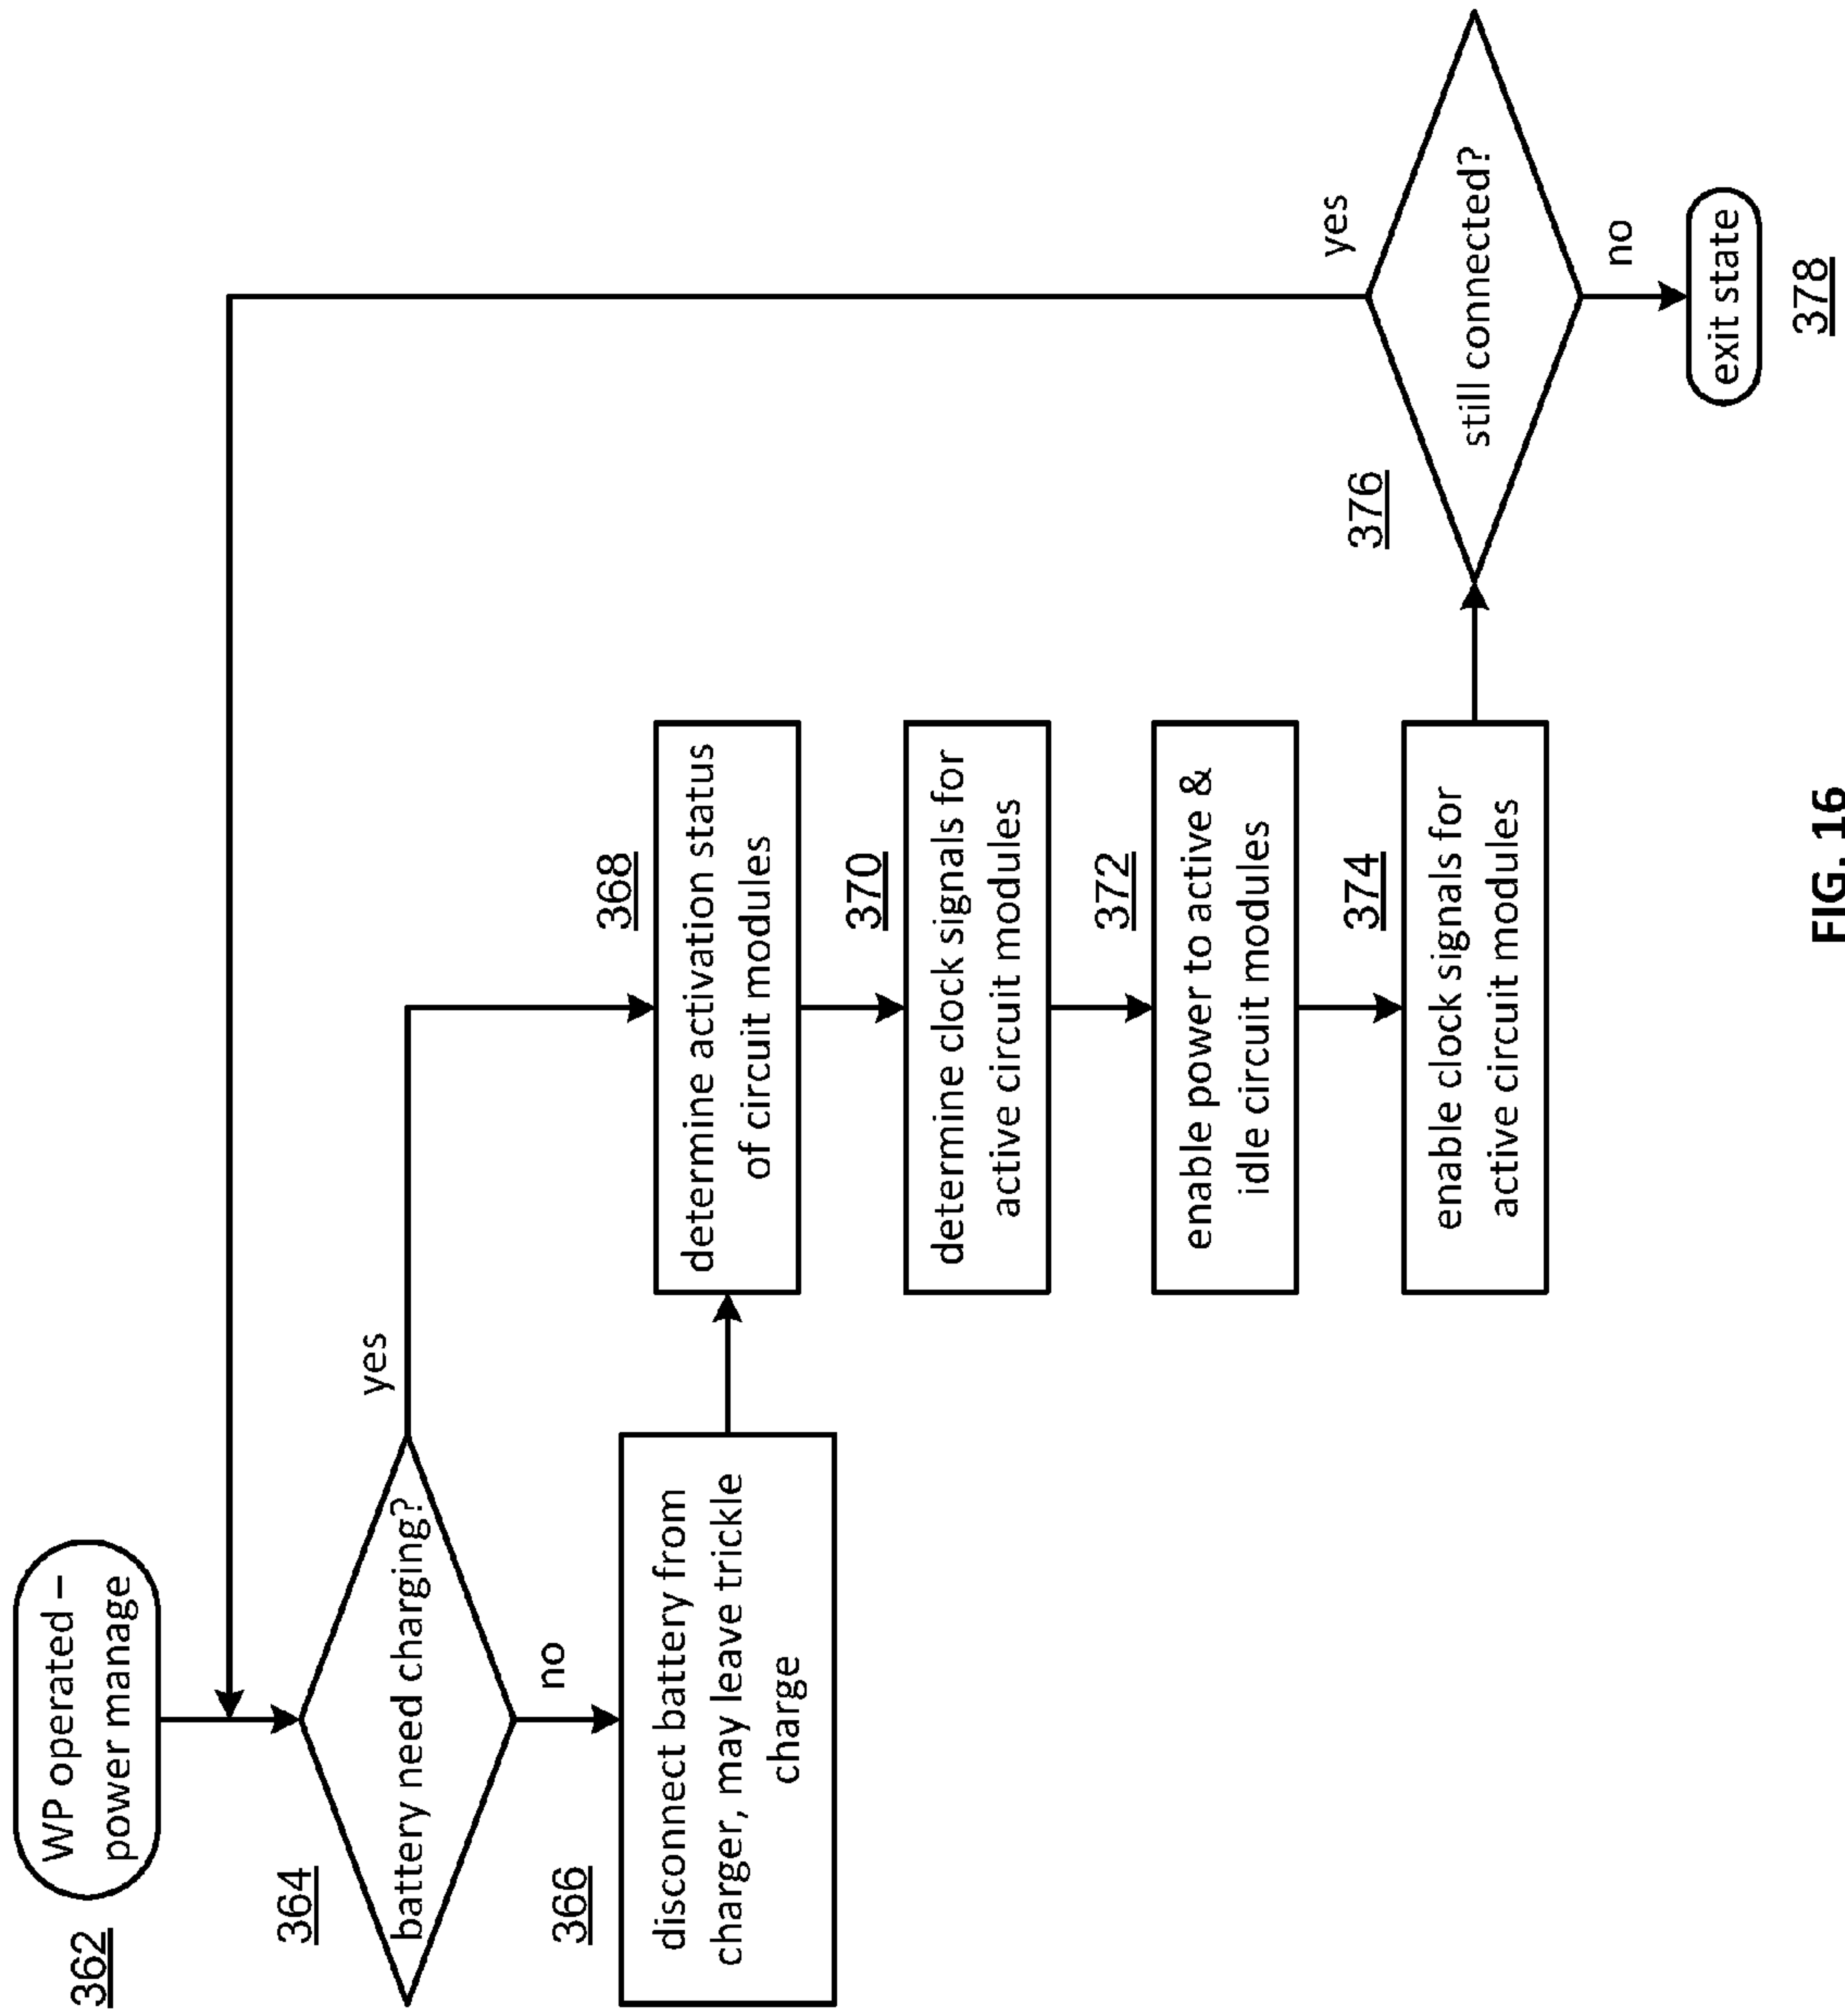 362
WP operated –
power manage
364
battery need charging?
yes
no
366
disconnect battery from
charger, may leave trickle
charge
368
determine activation status
of circuit modules
370
determine clock signals for
active circuit modules
372
enable power to active &
idle circuit modules
374
enable clock signals for
active circuit modules
376
still connected?
yes
no
exit state
378
FIG. 16